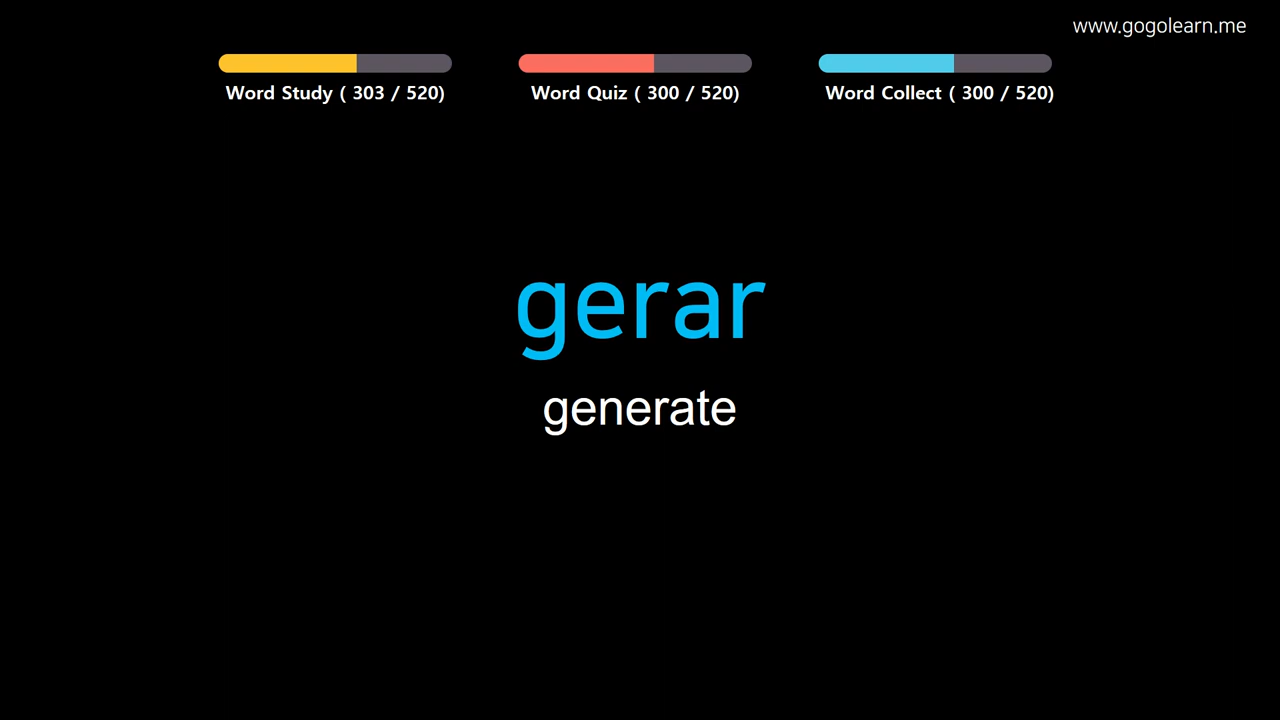 www.gogolearn.me
Word Study ( 303 / 520)
Word Quiz ( 300 / 520)
Word Collect ( 300 / 520)
gerar
generate